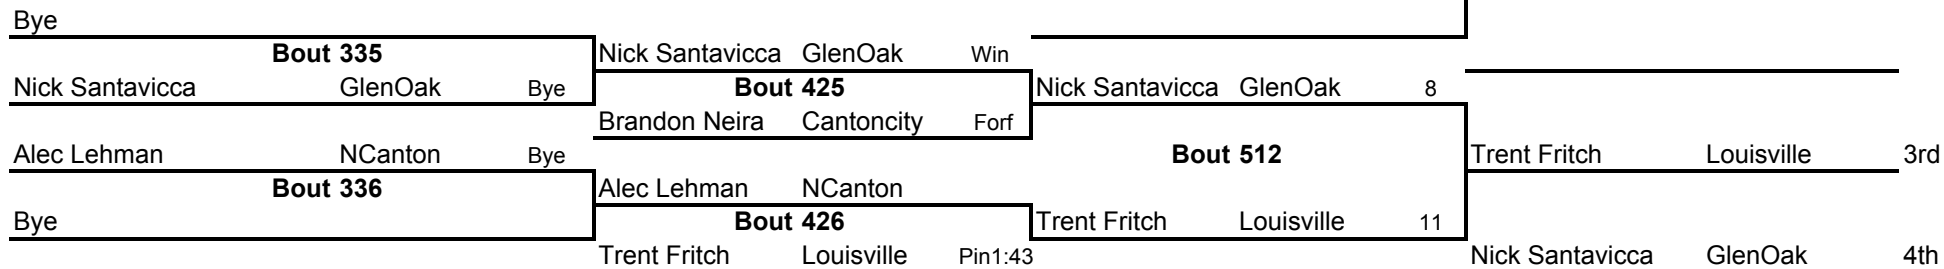 Bye
Bout 335 Nick Santavicca GlenOak Win
Nick Santavicca GlenOak Bye Bout 425 Nick Santavicca GlenOak 8
Brandon Neira Cantoncity Forf
Alec Lehman NCanton Bye Bout 512 Trent Fritch Louisville 3rd
Bout 336 Alec Lehman NCanton
Bye Bout 426 Trent Fritch Louisville 11
Trent Fritch Louisville Pin1:43 Nick Santavicca GlenOak 4th